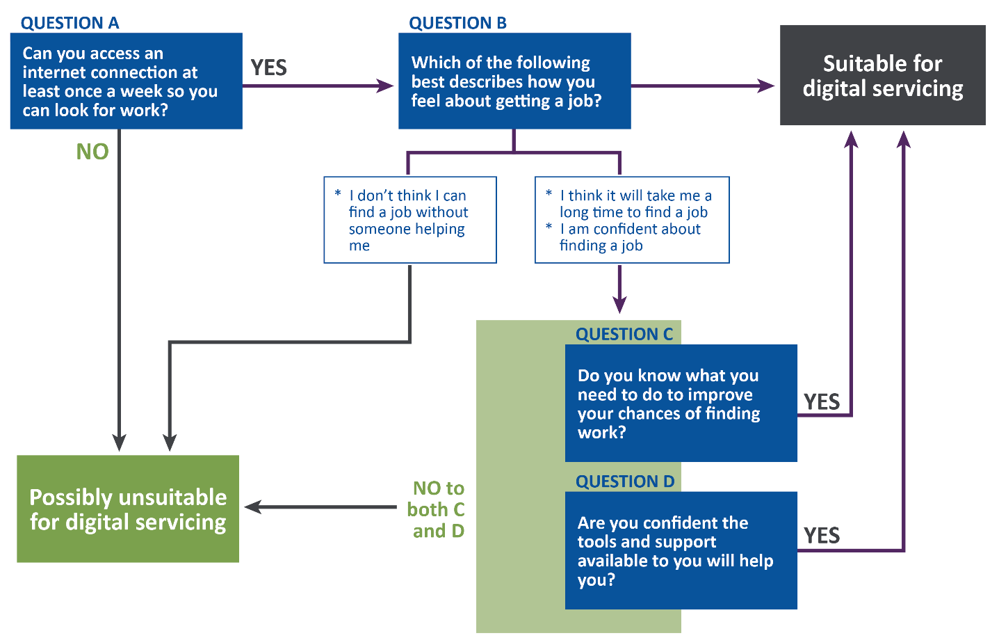 QUESTION A
Can you access an
internet connection at
least once a week so you
can look for work?
YES
QUESTION B
Which of the following
best describes how you
feel about getting a job?
Suitable for
digital servicing
NO
* I don’t think I can
find a job without
someone helping
me
* I think it will take me a
long time to find a job
* I am confident about
finding a job
QUESTION C
Do you know what you
need to do to improve
your chances of finding
work?
YES
QUESTION D
Are you confident the
tools and support
available to you will help
you?
YES
NO to
both C
and D
Possibly unsuitable
for digital servicing